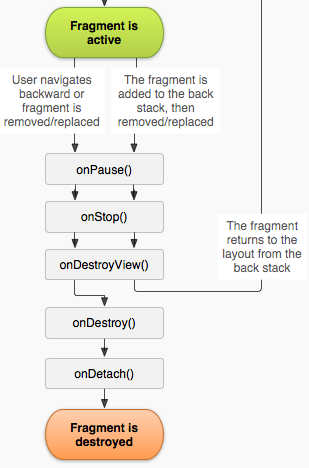 Fragment is
active
User navigates
backward or
fragment is
removed/replaced
The fragment is
added to the back
stack, then
removed/replaced
onPause()
onStop()
The fragment
returns to the
layout from the
back stack
onDestroyView()
onDestroy()
onDetach()
Fragment is
destroyed